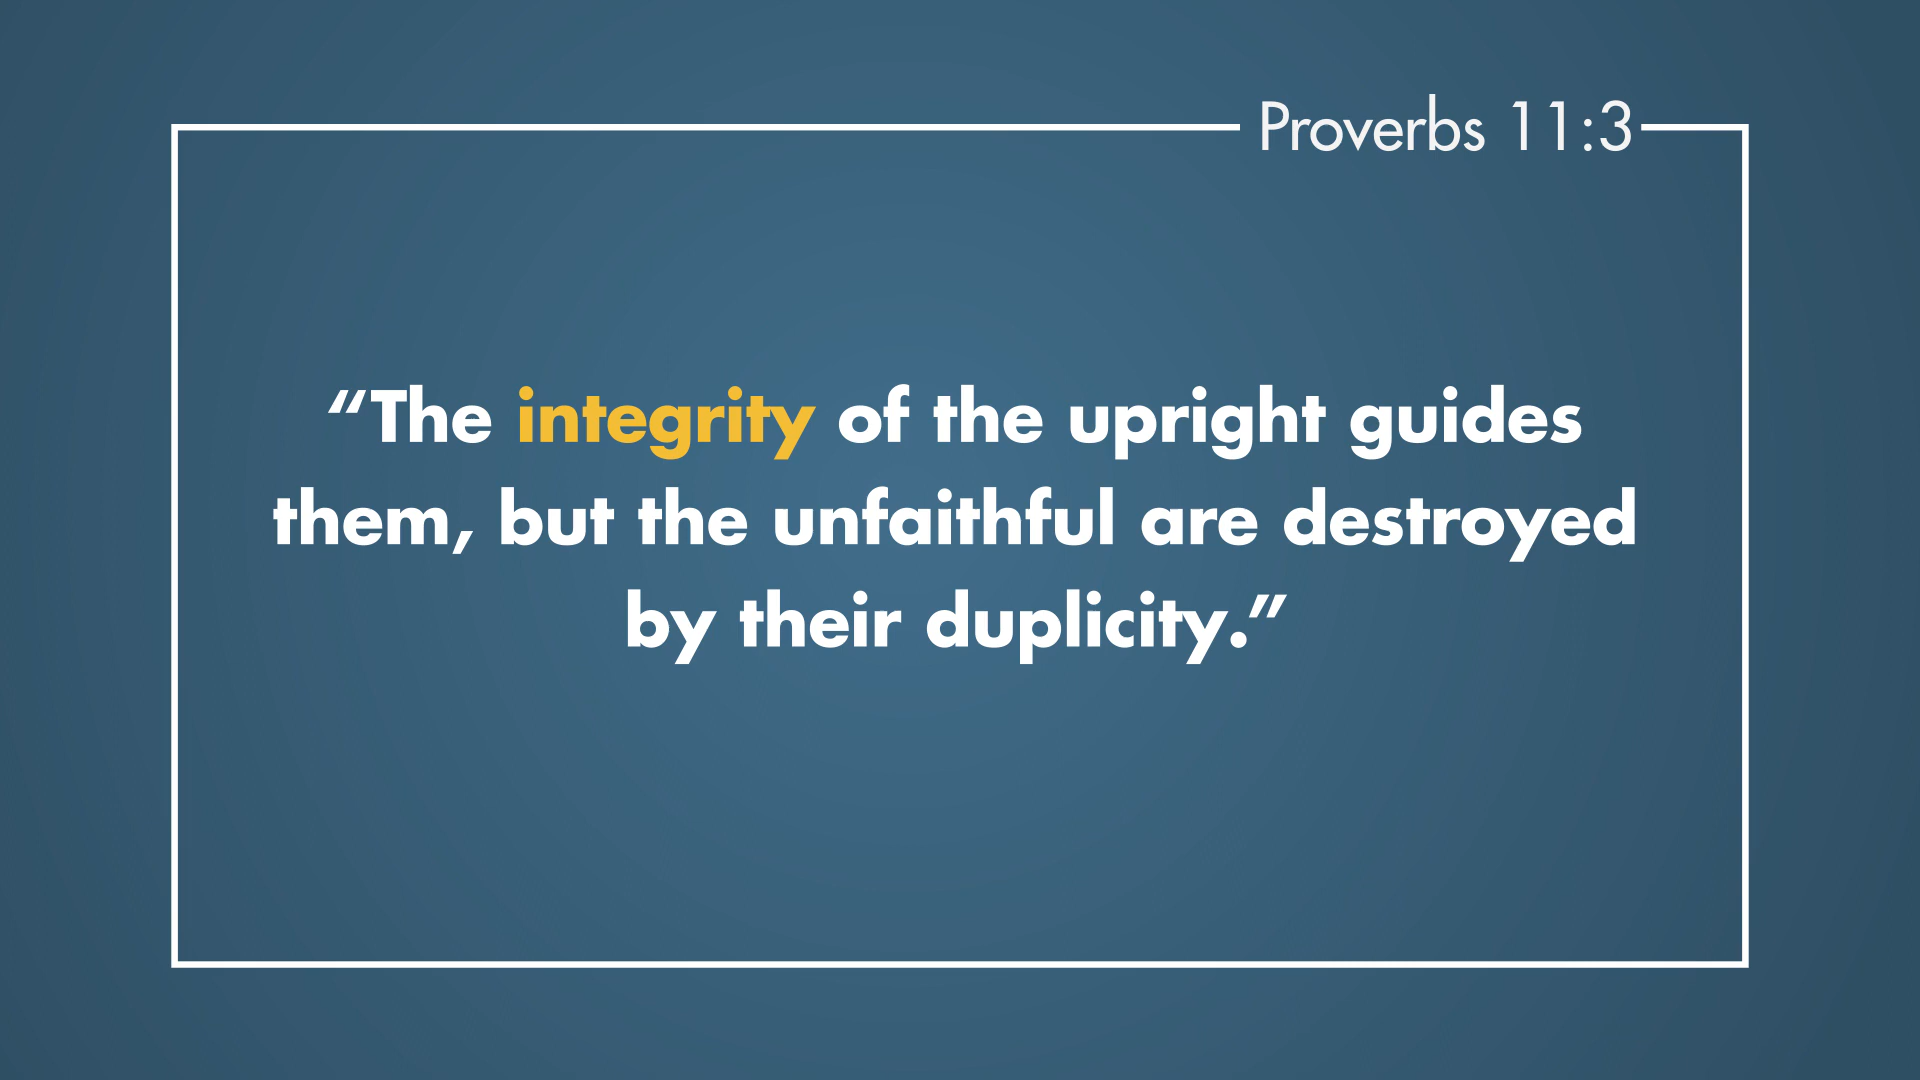 Proverbs 11:3
“The integrity of the upright guides
them, but the unfaithful are destroyed
by their duplicity.”